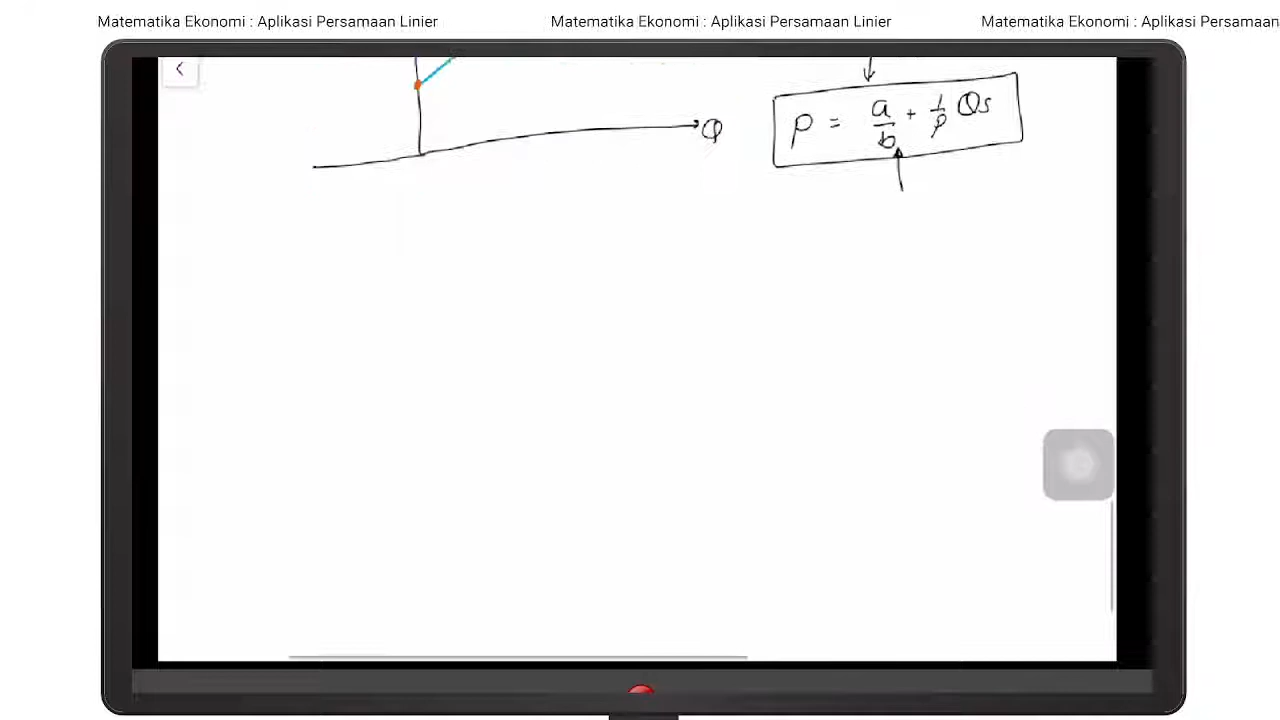 Matematika Ekonomi : Aplikasi Persamaan Linier Matematika Ekonomi : Aplikasi Persamaan Linier Matematika Ekonomi : Aplikasi Persamaan
P = a/b + 1/p Qs
Q